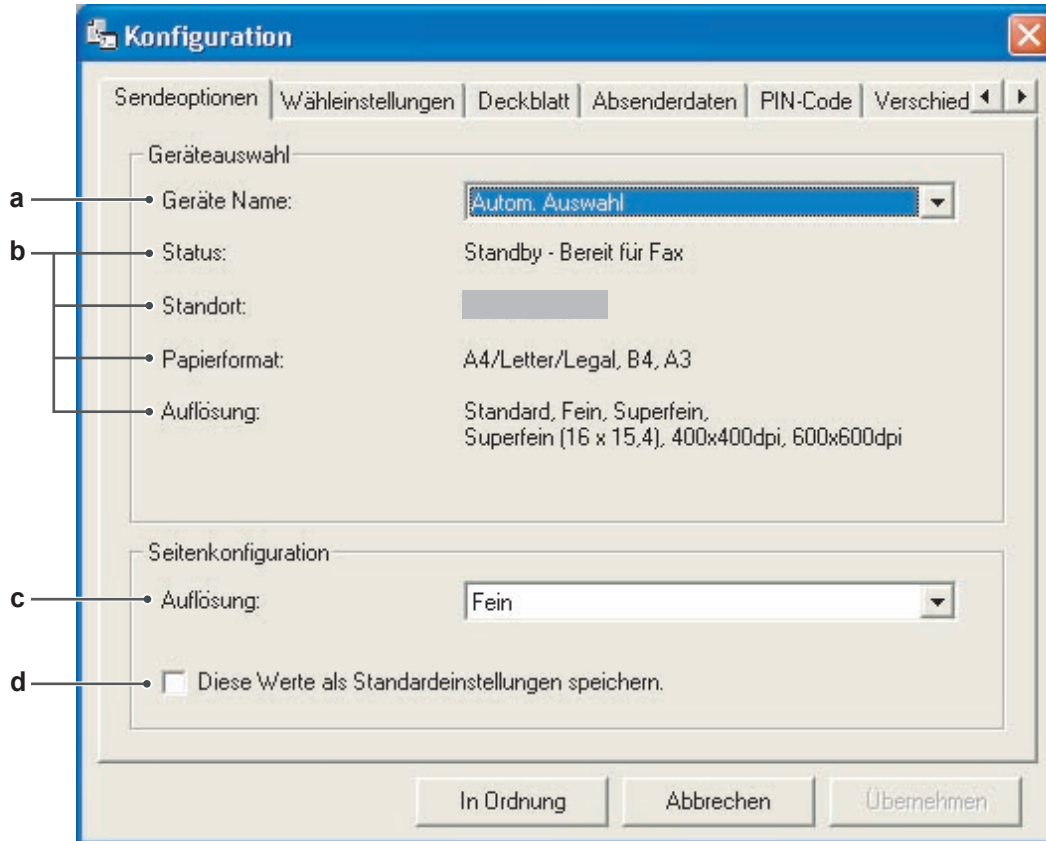 Konfiguration
Sendeoptionen Wähleinstellungen Deckblatt Absenderdaten PIN-Code Verschied
Geräteauswahl
a Geräte Name: Autom. Auswahl
b Status: Standby - Bereit für Fax
Standort:
Papierformat: A4/Letter/Legal, B4, A3
Auflösung: Standard, Fein, Superfein,
Superfein (16 x 15,4), 400x400dpi, 600x600dpi
Seitenkonfiguration
c Auflösung: Fein
d Diese Werte als Standardeinstellungen speichern.
In Ordnung Abbrechen Übernehmen